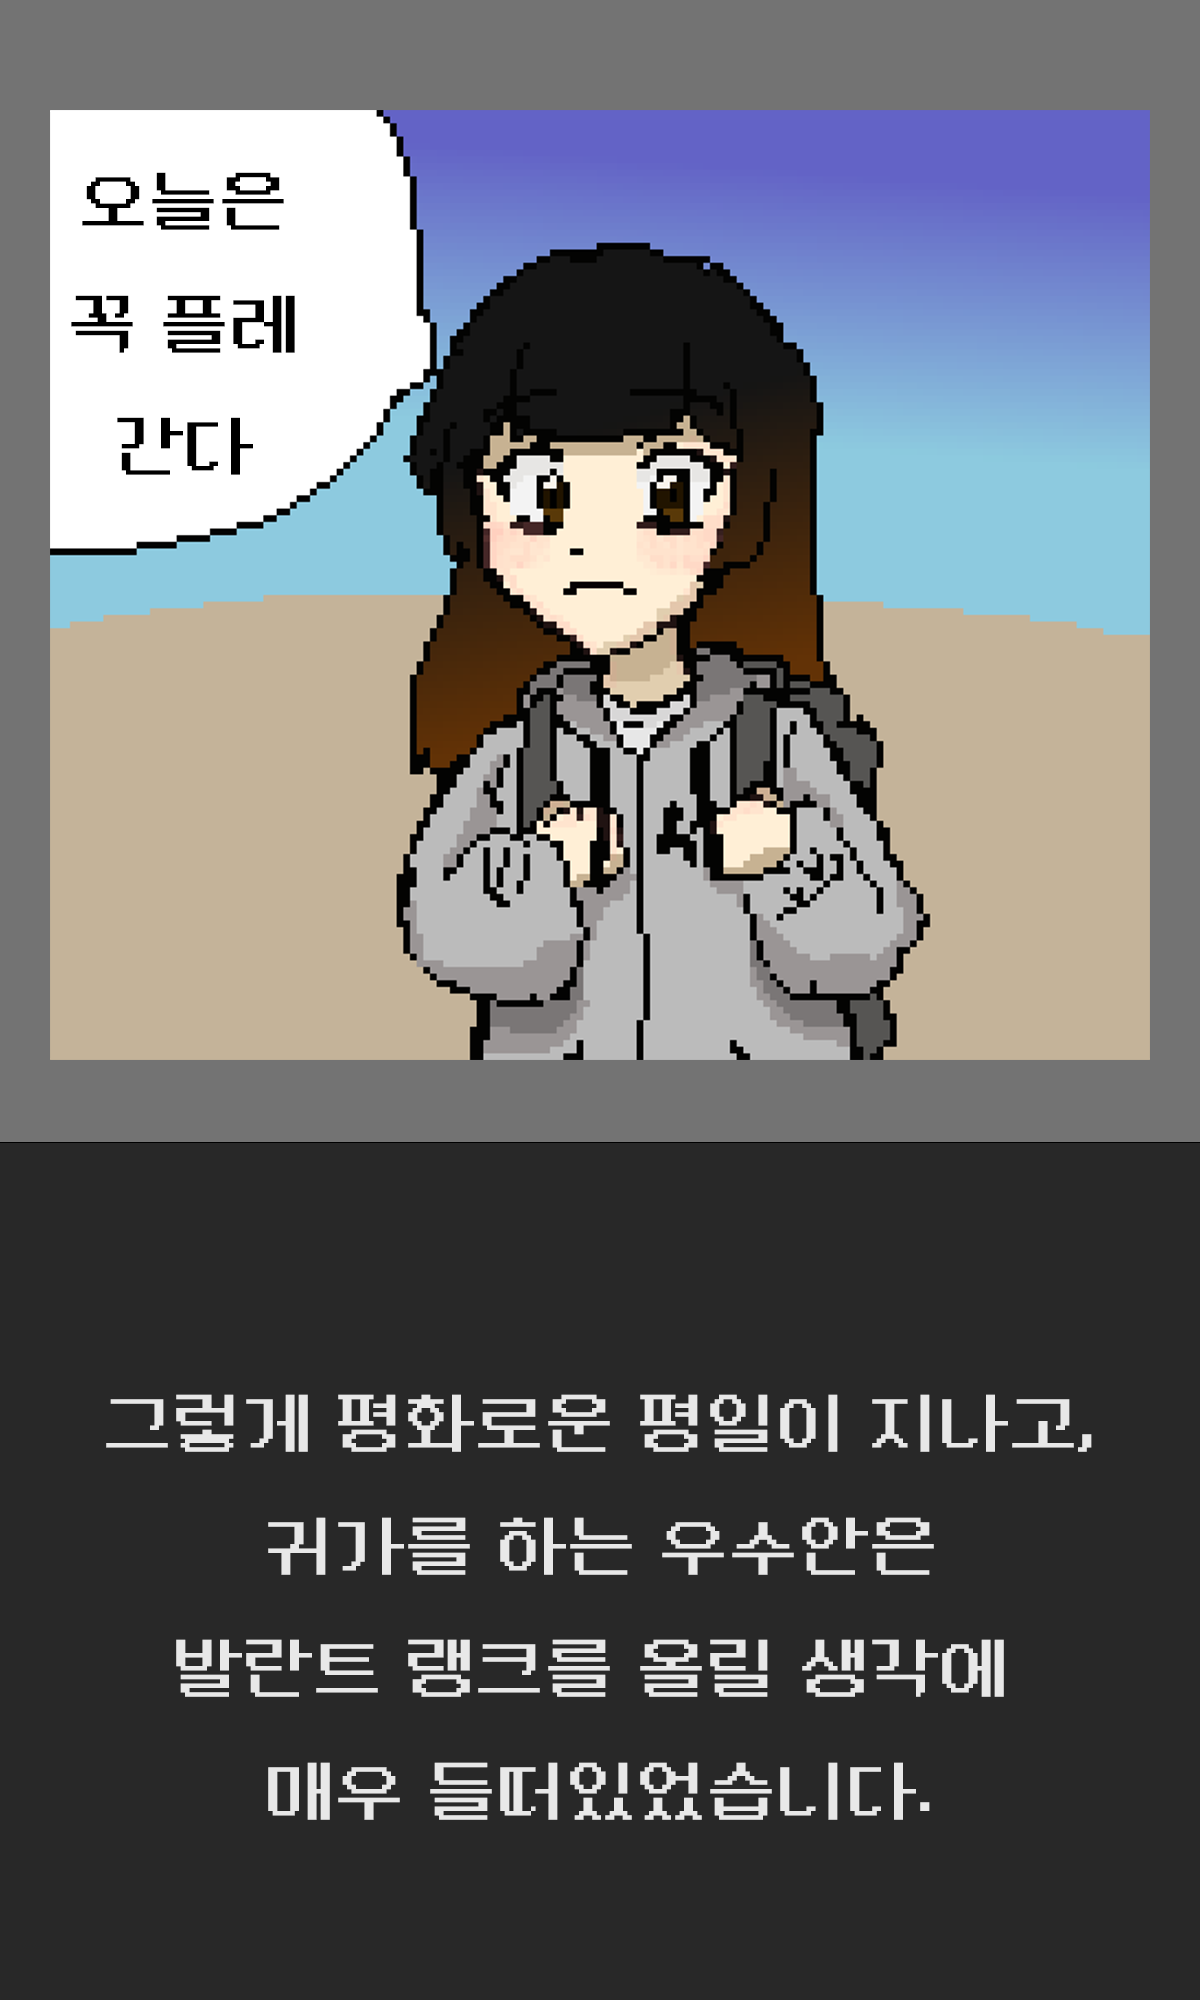 오늘은
꼭 플레
간다
그렇게 평화로운 평일이 지나고,
귀가를 하는 우수안은
발란트 랭크를 올릴 생각에
매우 들떠있었습니다.